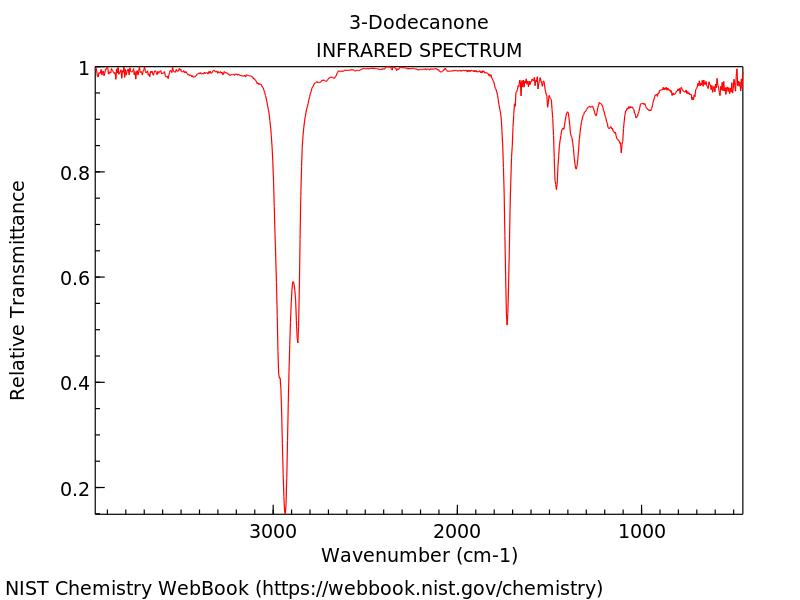 3-Dodecanone
INFRARED SPECTRUM
1
0.8
0.6
0.4
0.2
Relative Transmittance
3000 2000 1000
Wavenumber (cm-1)
NIST Chemistry WebBook (https://webbook.nist.gov/chemistry)